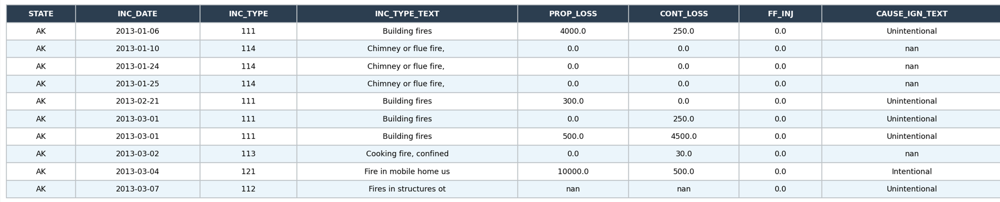 STATE INC_DATE INC_TYPE INC_TYPE_TEXT PROP_LOSS CONT_LOSS FF_INJ CAUSE_IGN_TEXT
AK 2013-01-06 111 Building fires 4000.0 250.0 0.0 Unintentional
AK 2013-01-10 114 Chimney or flue fire, 0.0 0.0 0.0 nan
AK 2013-01-24 114 Chimney or flue fire, 0.0 0.0 0.0 nan
AK 2013-01-25 114 Chimney or flue fire, 0.0 0.0 0.0 nan
AK 2013-02-21 111 Building fires 300.0 0.0 0.0 Unintentional
AK 2013-03-01 111 Building fires 0.0 250.0 0.0 Unintentional
AK 2013-03-01 111 Building fires 500.0 4500.0 0.0 Unintentional
AK 2013-03-02 113 Cooking fire, confined 0.0 30.0 0.0 nan
AK 2013-03-04 121 Fire in mobile home us 10000.0 500.0 0.0 Intentional
AK 2013-03-07 112 Fires in structures ot nan nan 0.0 Unintentional